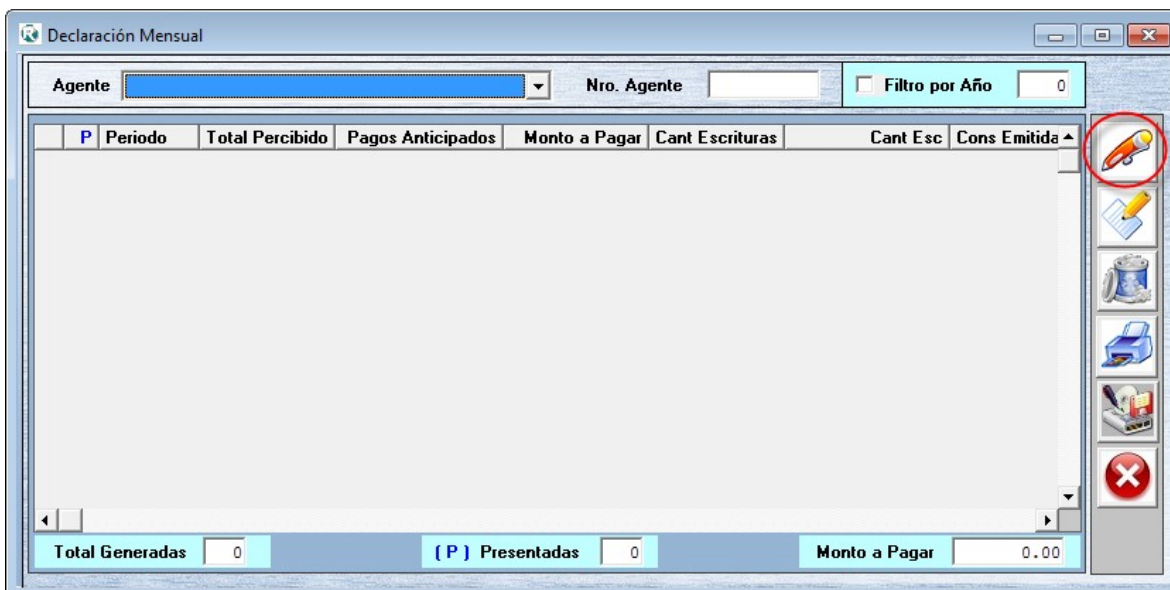 Declaración Mensual
Agente Nro. Agente Filtro por Año 0
P Periodo Total Percibido Pagos Anticipados Monto a Pagar Cant Escrituras Cant Esc Cons Emitida
Total Generadas 0 ( P ) Presentadas 0 Monto a Pagar 0.00